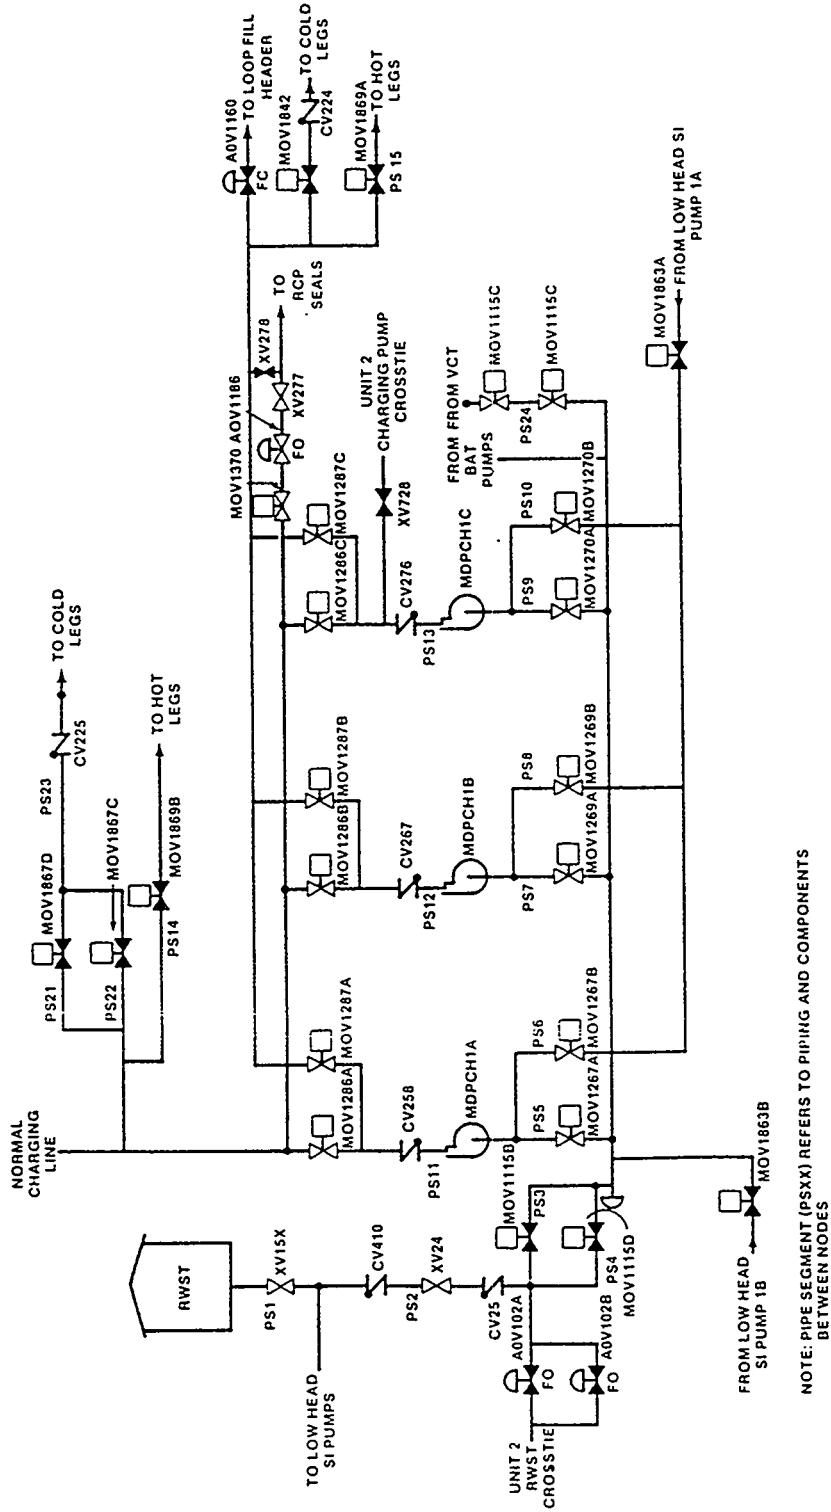 NORMAL
CHARGING
LINE
PS21
MOV1867D
PS22
MOV1867C
PS23
CV225
TO COLD
LEGS
PS14
MOV1869B
TO HOT
LEGS
A0V1160
TO LOOP FILL
HEADER
FC
MOV1842
TO COLD
LEGS
CV224
MOV1869A
TO HOT
LEGS
PS 15
RWST
XV15X
PS1
TO LOW HEAD
SI PUMPS
CV410
PS2
XV24
CV25
A0V102A
FO
A0V102B
FO
UNIT 2
RWST
CROSSTIE
MOV1115B
PS3
PS4
MOV1115D
MOV1286A
MOV1287A
CV258
PS11
MDPCH1A
PS5
PS6
MOV1267A
MOV1267B
MOV1286B
MOV1287B
CV267
PS12
MDPCH1B
PS7
PS8
MOV1269A
MOV1269B
MOV1286C
MOV1287C
MOV1370
A0V1186
FO
XV277
XV278
TO
RCP
SEALS
UNIT 2
CHARGING PUMP
CROSSTIE
XV728
CV276
PS13
MDPCH1C
PS9
PS10
MOV1270A
MOV1270B
FROM FROM VCT
BAT
PUMPS
PS24
MOV1115C
MOV1115C
MOV1863A
FROM LOW HEAD SI
PUMP 1A
MOV1863B
FROM LOW HEAD
SI PUMP 1B
NOTE: PIPE SEGMENT (PSXX) REFERS TO PIPING AND COMPONENTS
BETWEEN NODES